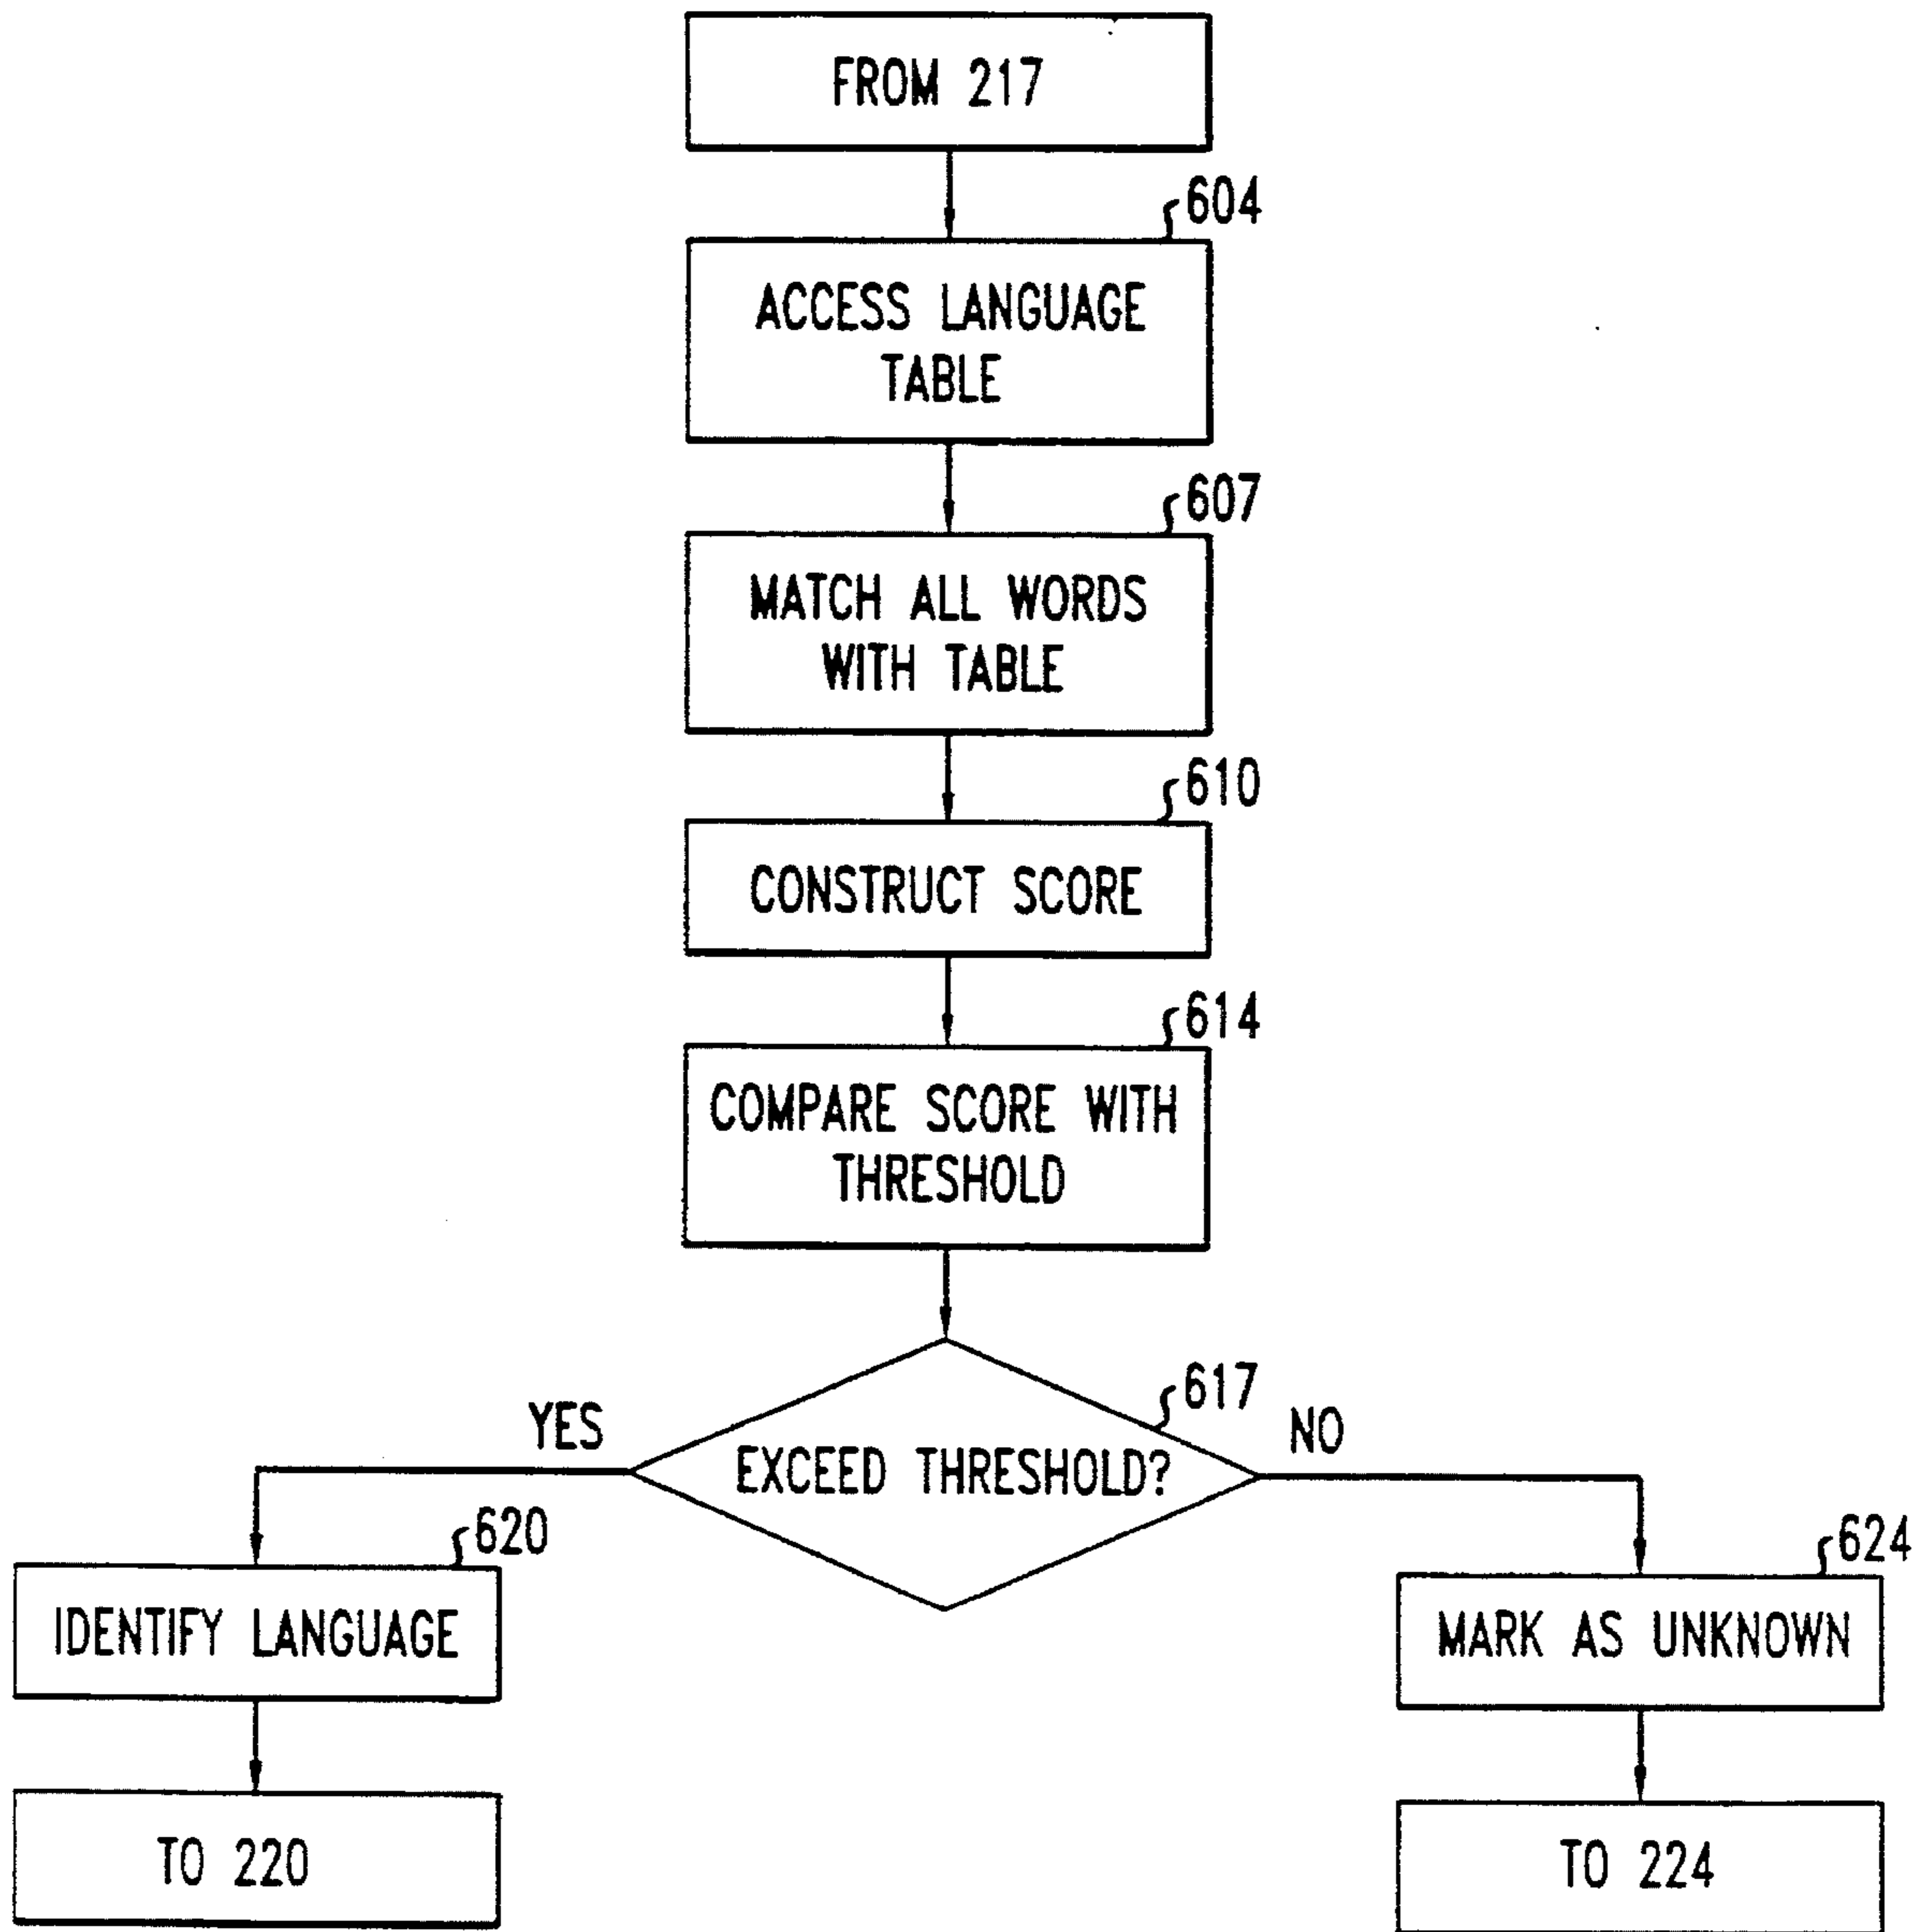 FROM 217
604
ACCESS LANGUAGE
TABLE
607
MATCH ALL WORDS
WITH TABLE
610
CONSTRUCT SCORE
614
COMPARE SCORE WITH
THRESHOLD
617
YES
EXCEED THRESHOLD?
NO
620
IDENTIFY LANGUAGE
624
MARK AS UNKNOWN
TO 220
TO 224